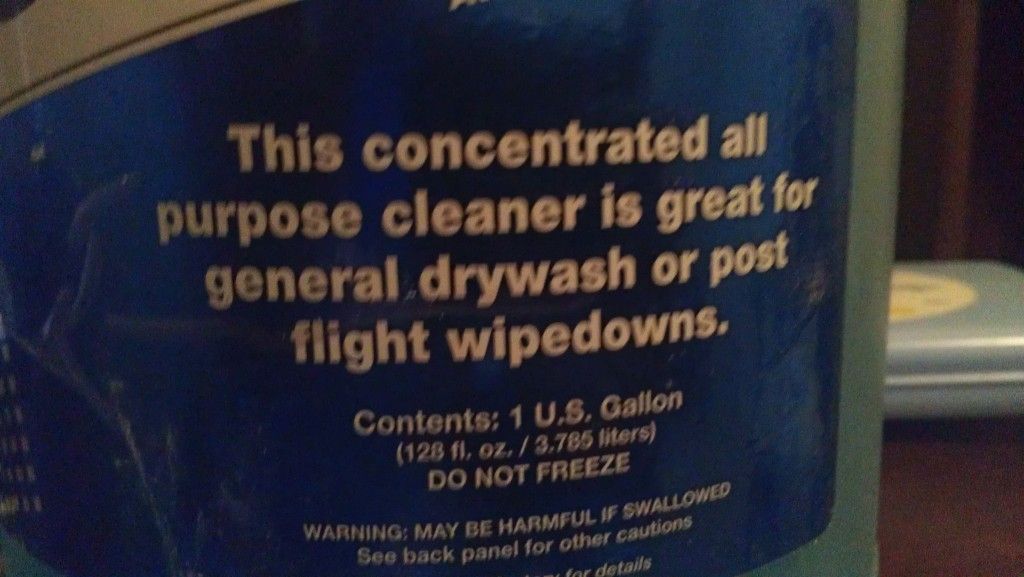 This concentrated all
purpose cleaner is great for
general drywash or post
flight wipedowns.
Contents: 1 U.S. Gallon
(128 fl. oz. / 3.785 liters)
DO NOT FREEZE
WARNING: MAY BE HARMFUL IF SWALLOWED
See back panel for other cautions
for details